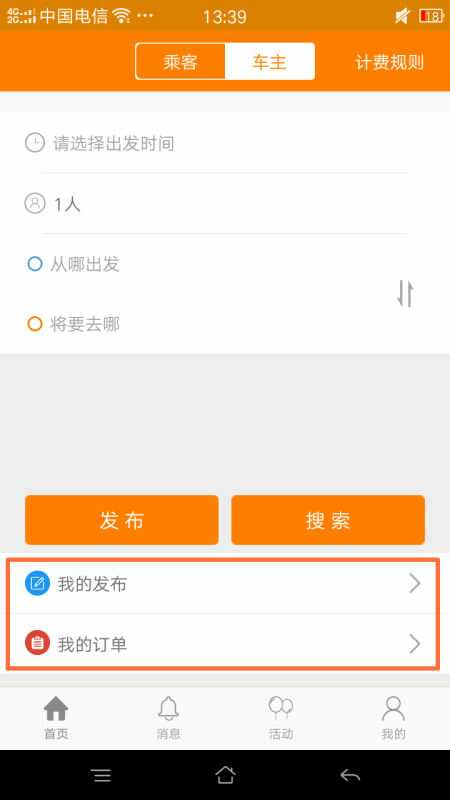 4G 2G 中国电信 ··· 13:39 18
乘客 车主 计费规则
请选择出发时间
1人
从哪出发
将要去哪
发布 搜索
我的发布
我的订单
首页 消息 活动 我的